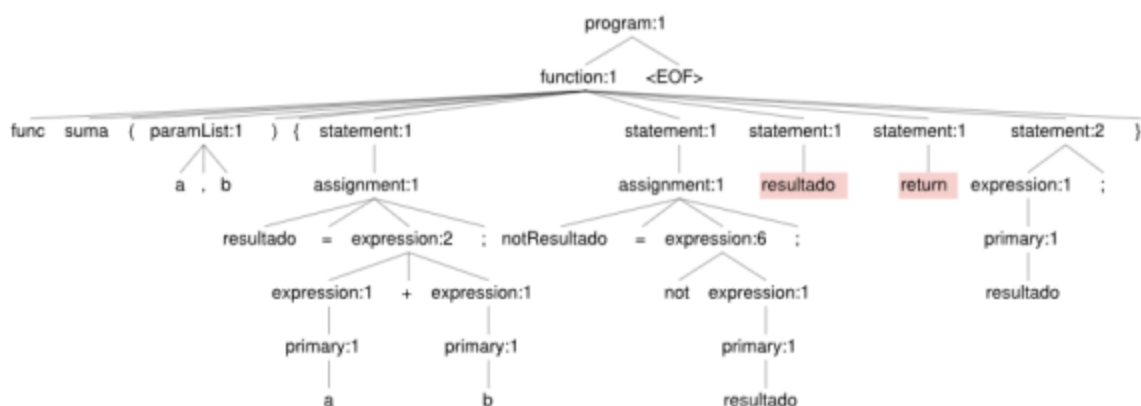 program:1
function:1 <EOF>
func suma ( paramList:1 ) { statement:1 statement:1 statement:1 statement:1 statement:2 }
a , b assignment:1 assignment:1 resultado return expression:1 ;
resultado = expression:2 ; notResultado = expression:6 ; primary:1
expression:1 + expression:1 not expression:1 resultado
primary:1 primary:1 primary:1
a b resultado